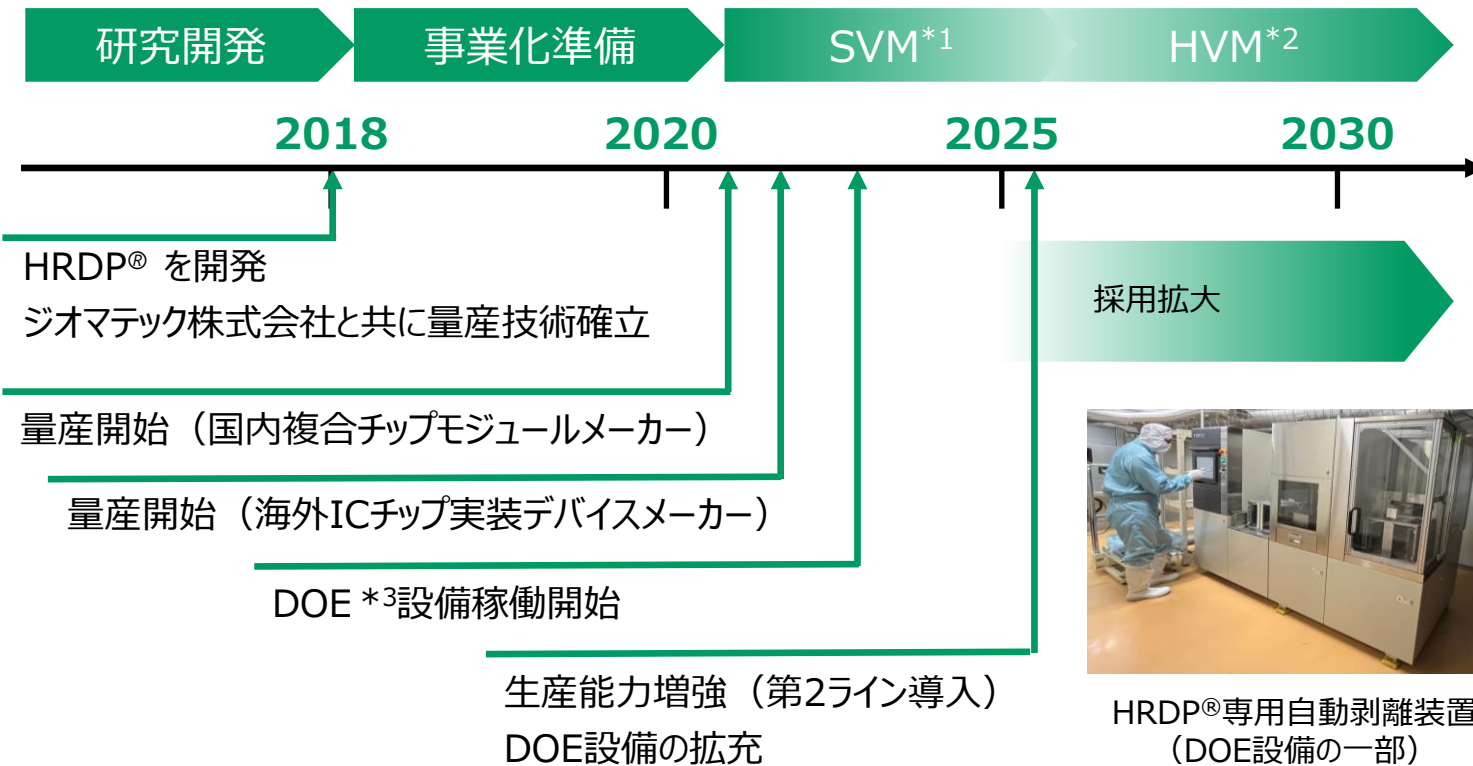 研究開発
事業化準備
SVM*1
HVM*2
2018
2020
2025
2030
HRDP® を開発
ジオマテック株式会社と共に量産技術確立
採用拡大
量産開始（国内複合チップモジュールメーカー）
量産開始（海外ICチップ実装デバイスメーカー）
DOE *3設備稼働開始
生産能力増強（第2ライン導入）
DOE設備の拡充
HRDP®専用自動剥離装置
（DOE設備の一部）